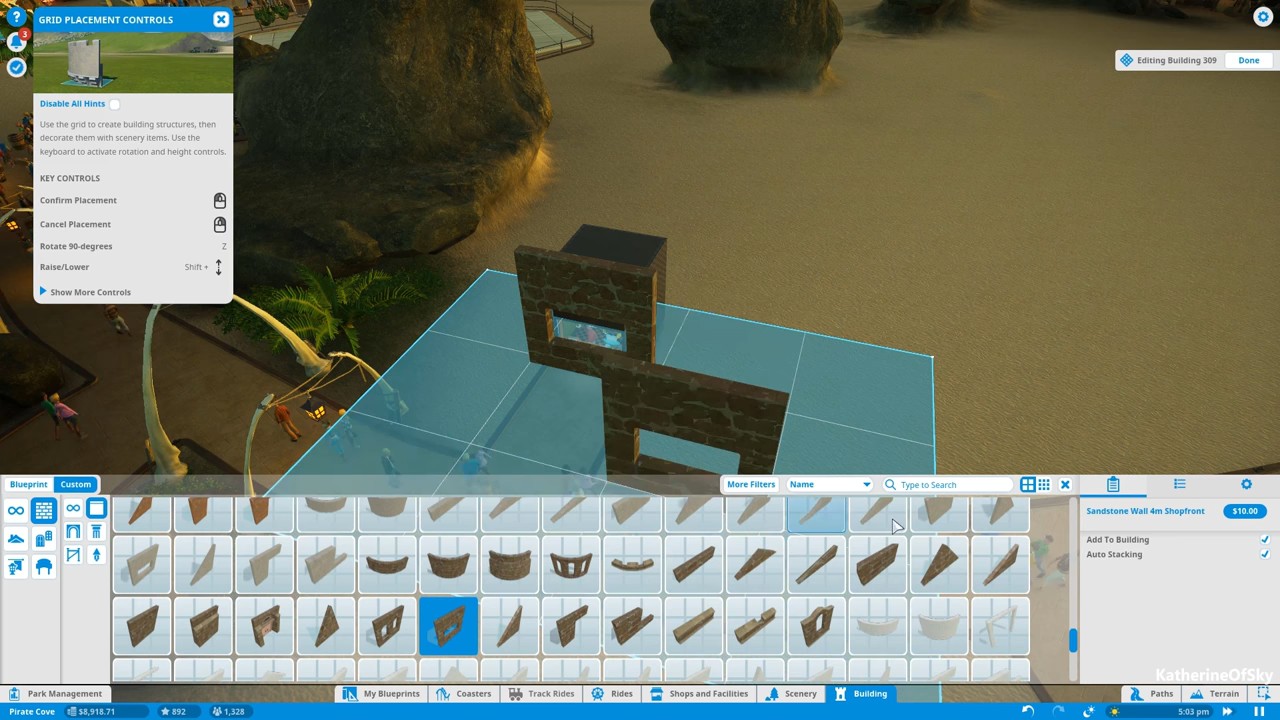 GRID PLACEMENT CONTROLS
?
3
Disable All Hints
Use the grid to create building structures, then
decorate them with scenery items. Use the
keyboard to activate rotation and height controls.
KEY CONTROLS
Confirm Placement
Cancel Placement
Rotate 90-degrees Z
Raise/Lower Shift +
Show More Controls
Editing Building 309 Done
Blueprint Custom More Filters Name Type to Search
Sandstone Wall 4m Shopfront $10.00
Add To Building
Auto Stacking
KatherineOfSky
Park Management My Blueprints Coasters Track Rides Rides Shops and Facilities Scenery Building Paths Terrain
Pirate Cove $8,918.71 892 1,328 5:03 pm